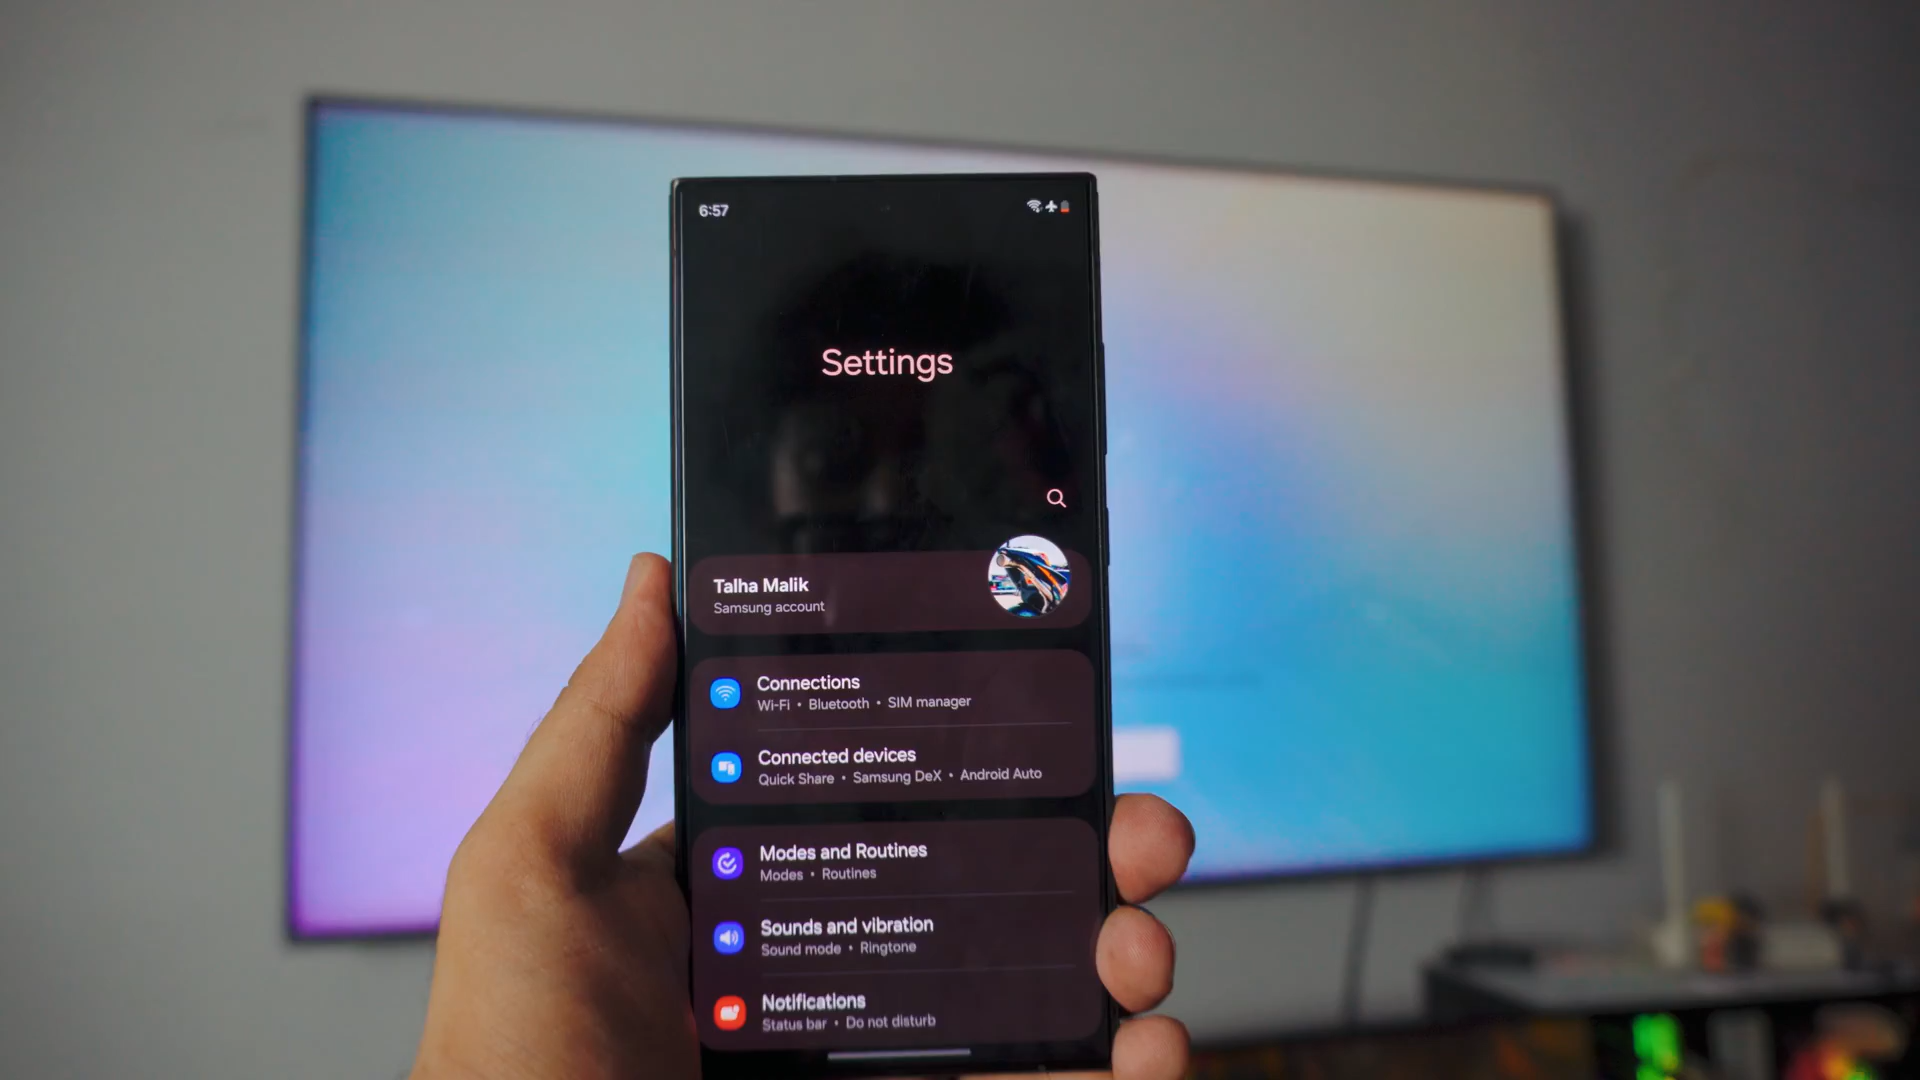 6:57
Settings
Talha Malik
Samsung account
Connections
Wi-Fi • Bluetooth • SIM manager
Connected devices
Quick Share • Samsung DeX • Android Auto
Modes and Routines
Modes • Routines
Sounds and vibration
Sound mode • Ringtone
Notifications
Status bar • Do not disturb